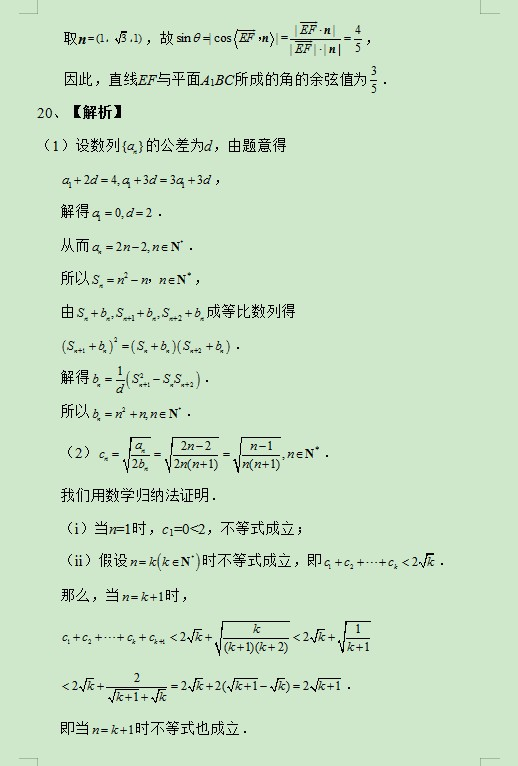 取n=(1, √3,1)，故sinθ=|cos⟨EF，n⟩|=|EF·n|/(|EF|·|n|)=4/5，
因此，直线EF与平面A₁BC所成的角的余弦值为3/5．
20、【解析】
（1）设数列{aₙ}的公差为d，由题意得
a₁+2d=4,a₁+3d=3a₁+3d，
解得a₁=0,d=2．
从而aₙ=2n−2,n∈N*．
所以Sₙ=n²−n，n∈N*，
由Sₙ+bₙ,Sₙ₊₁+bₙ,Sₙ₊₂+bₙ成等比数列得
(Sₙ₊₁+bₙ)²=(Sₙ+bₙ)(Sₙ₊₂+bₙ)．
解得bₙ=1/d(S²ₙ₊₁−SₙSₙ₊₂)．
所以bₙ=n²+n,n∈N*．
（2）cₙ=√(aₙ/2bₙ)=√((2n−2)/(2n(n+1)))=√((n−1)/(n(n+1))),n∈N*．
我们用数学归纳法证明．
（i）当n=1时，c₁=0<2，不等式成立；
（ii）假设n=k(k∈N*)时不等式成立，即c₁+c₂+⋯+cₖ<2√k．
那么，当n=k+1时，
c₁+c₂+⋯+cₖ+cₖ₊₁<2√k+√(k/((k+1)(k+2)))<2√k+√(1/(k+1))
<2√k+2/(√(k+1)+√k)=2√k+2(√(k+1)−√k)=2√(k+1)．
即当n=k+1时不等式也成立．